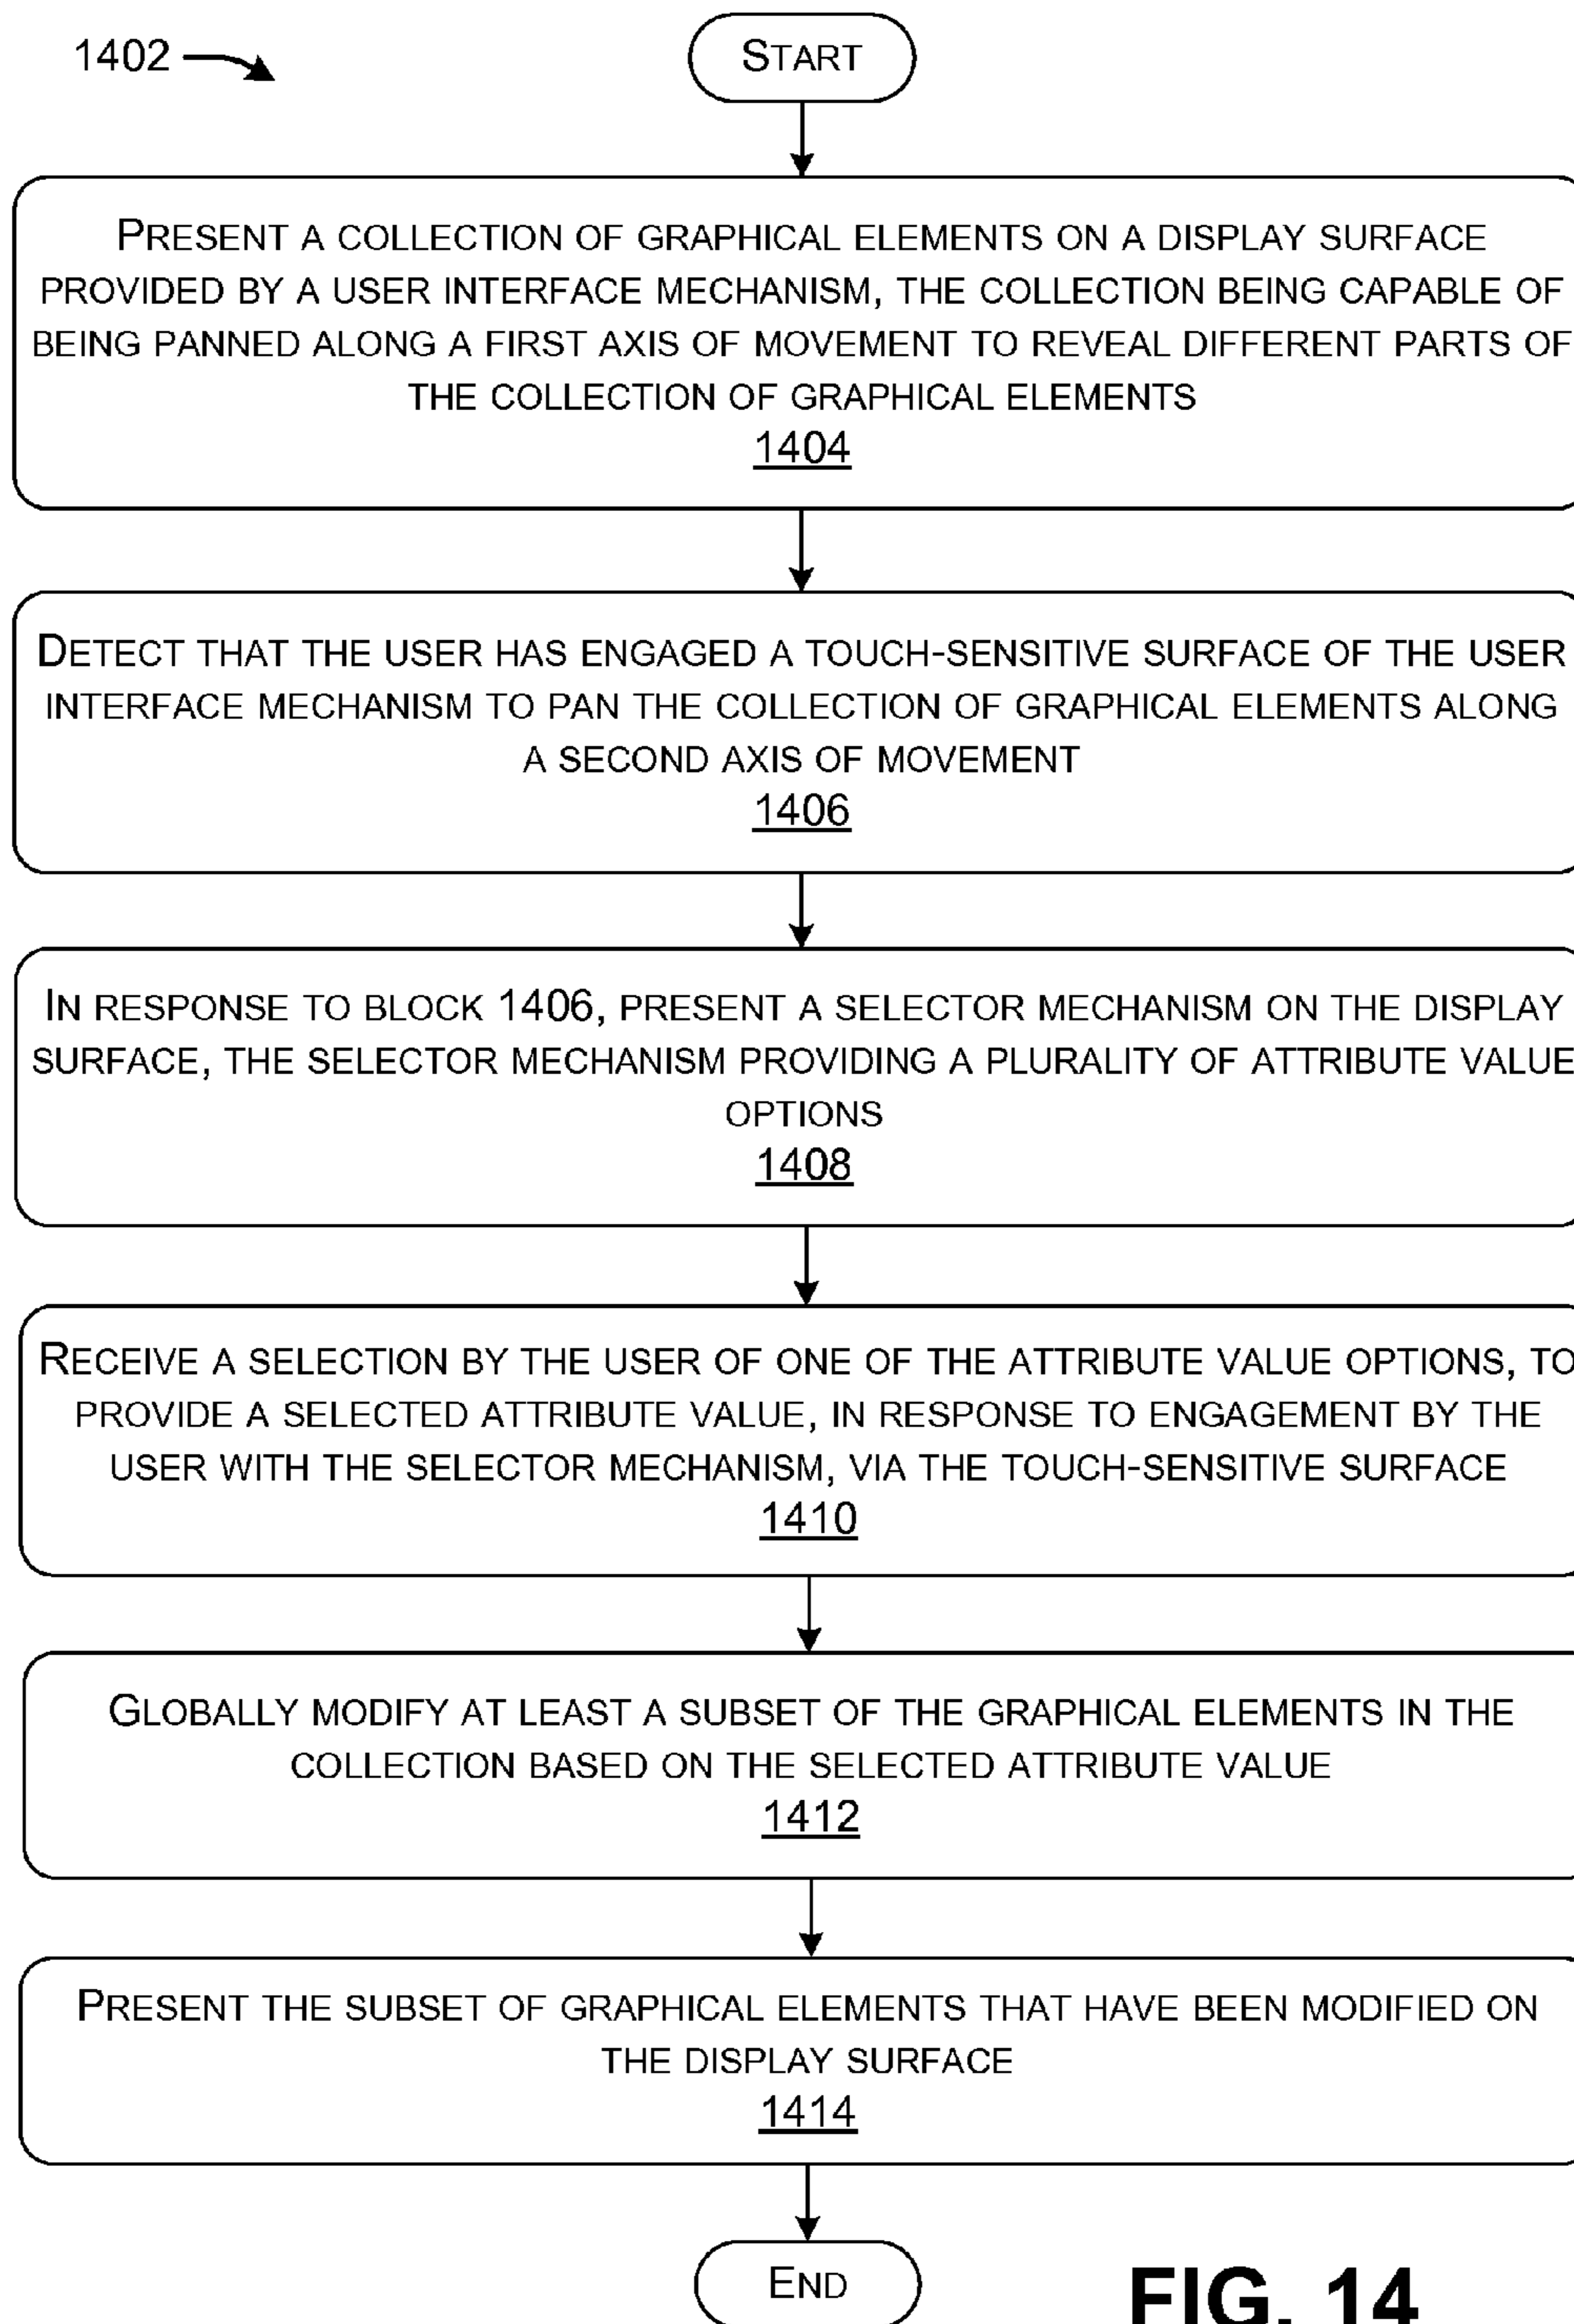 1402
START
PRESENT A COLLECTION OF GRAPHICAL ELEMENTS ON A DISPLAY SURFACE
PROVIDED BY A USER INTERFACE MECHANISM, THE COLLECTION BEING CAPABLE OF
BEING PANNED ALONG A FIRST AXIS OF MOVEMENT TO REVEAL DIFFERENT PARTS OF
THE COLLECTION OF GRAPHICAL ELEMENTS
1404
DETECT THAT THE USER HAS ENGAGED A TOUCH-SENSITIVE SURFACE OF THE USER
INTERFACE MECHANISM TO PAN THE COLLECTION OF GRAPHICAL ELEMENTS ALONG
A SECOND AXIS OF MOVEMENT
1406
IN RESPONSE TO BLOCK 1406, PRESENT A SELECTOR MECHANISM ON THE DISPLAY
SURFACE, THE SELECTOR MECHANISM PROVIDING A PLURALITY OF ATTRIBUTE VALUE
OPTIONS
1408
RECEIVE A SELECTION BY THE USER OF ONE OF THE ATTRIBUTE VALUE OPTIONS, TO
PROVIDE A SELECTED ATTRIBUTE VALUE, IN RESPONSE TO ENGAGEMENT BY THE
USER WITH THE SELECTOR MECHANISM, VIA THE TOUCH-SENSITIVE SURFACE
1410
GLOBALLY MODIFY AT LEAST A SUBSET OF THE GRAPHICAL ELEMENTS IN THE
COLLECTION BASED ON THE SELECTED ATTRIBUTE VALUE
1412
PRESENT THE SUBSET OF GRAPHICAL ELEMENTS THAT HAVE BEEN MODIFIED ON
THE DISPLAY SURFACE
1414
END
FIG. 14